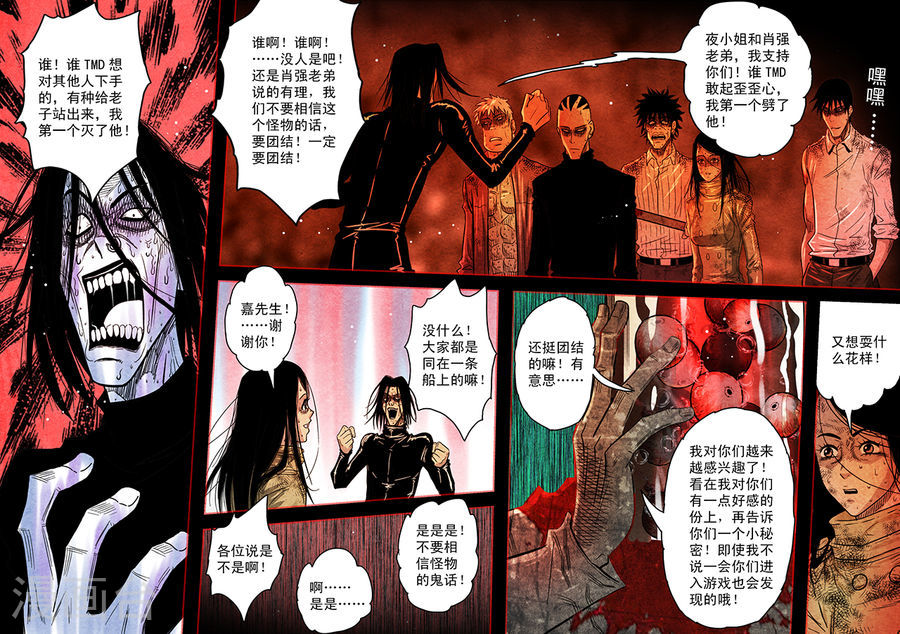 谁！谁 TMD 想
对其他人下手
的，有种给老
子站出来，我
第一个灭了他！
谁啊！谁啊！
……没人是吧！
还是肖强老弟
说的有理，我
们不要相信这
个怪物的话，
要团结！一定
要团结！
夜小姐和肖强
老弟，我支持
你们！谁 TMD
敢起歪歪心，
我第一个劈了
他！
嘿嘿……
嘉先生！
……谢
谢你！
没什么！
大家都是
同在一条
船上的嘛！
各位说是
不是啊！
啊……
是是……
是是是！
不要相
信怪物
的鬼话！
还挺团结
的嘛！有
意思……
我对你们越来
越感兴趣了！
看在我对你们
有一点好感的
份上，再告诉
你们一个小秘
密！即使我不
说一会你们进
入游戏也会发
现的哦！
又想耍什
么花样！
漫画台